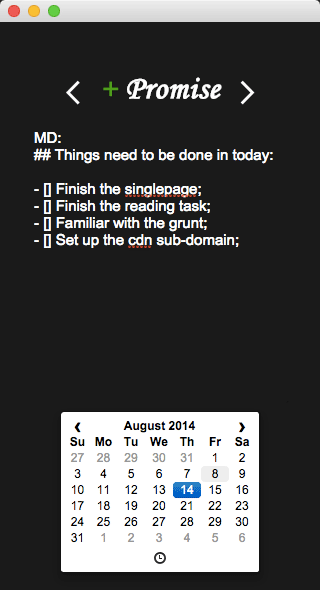 + Promise
MD:
## Things need to be done in today:
- [] Finish the singlepage;
- [] Finish the reading task;
- [] Familiar with the grunt;
- [] Set up the cdn sub-domain;
‹ August 2014 ›
Su Mo Tu We Th Fr Sa
27 28 29 30 31 1 2
3 4 5 6 7 8 9
10 11 12 13 14 15 16
17 18 19 20 21 22 23
24 25 26 27 28 29 30
31 1 2 3 4 5 6